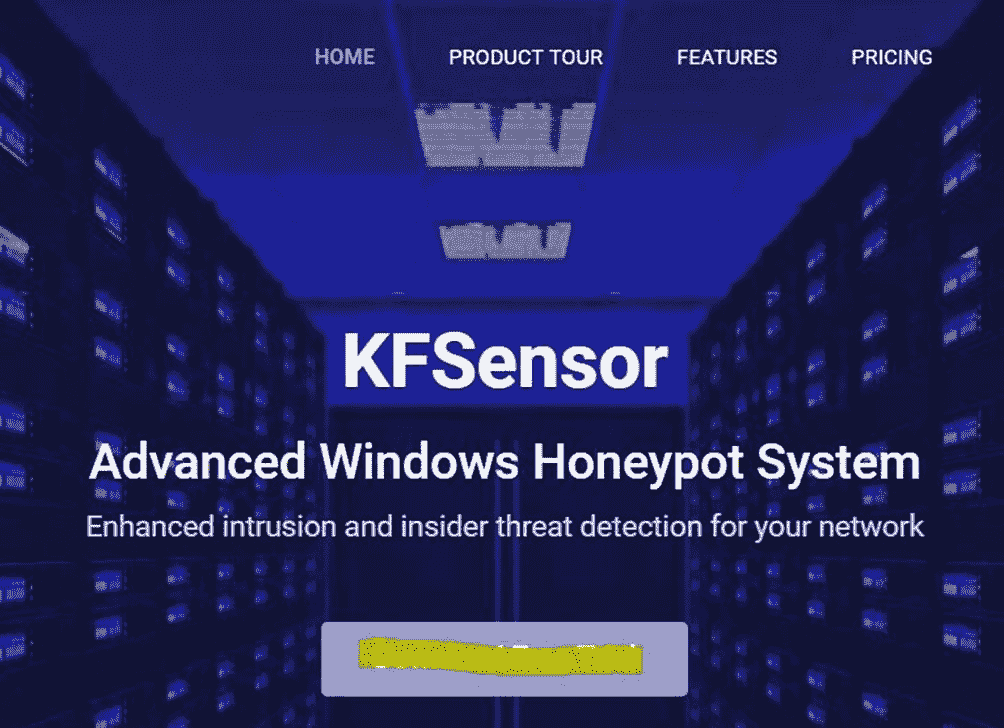 HOME PRODUCT TOUR FEATURES PRICING
KFSensor
Advanced Windows Honeypot System
Enhanced intrusion and insider threat detection for your network